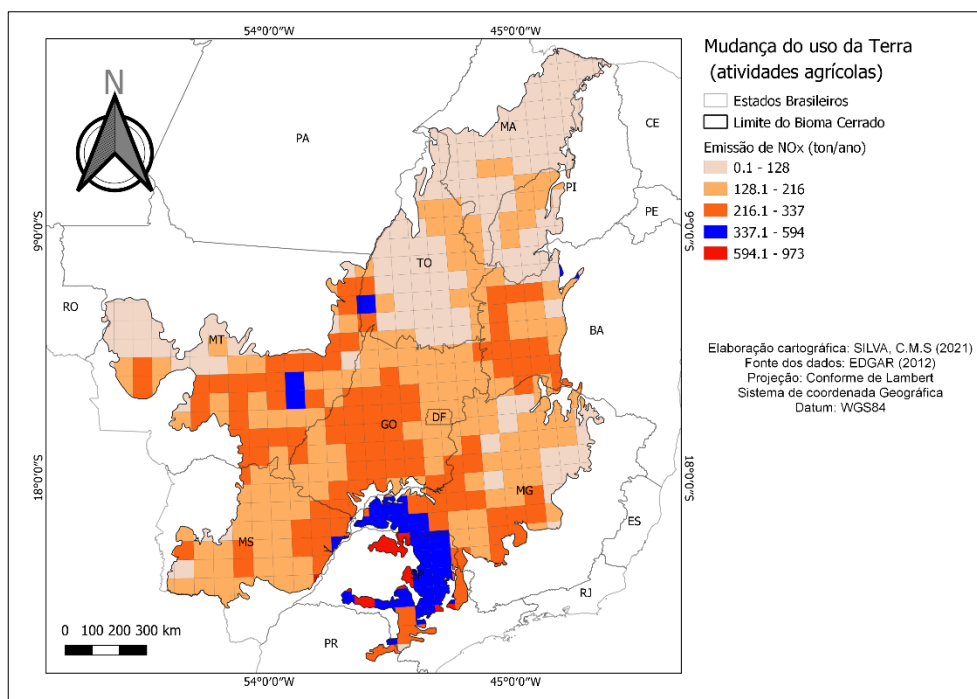 54°0'0"W
45°0'0"W
N
Mudança do uso da Terra
(atividades agrícolas)
Estados Brasileiros
Limite do Bioma Cerrado
Emissão de NOx (ton/ano)
0.1 - 128
128.1 - 216
216.1 - 337
337.1 - 594
594.1 - 973
MA
CE
PA
PI
PE
9°0'0"S
9°0'0"S
TO
RO
BA
MT
Elaboração cartográfica: SILVA, C.M.S (2021)
Fonte dos dados: EDGAR (2012)
Projeção: Conforme de Lambert
Sistema de coordenada Geográfica
Datum: WGS84
DF
GO
18°0'0"S
18°0'0"S
MG
ES
MS
SP
RJ
PR
0 100 200 300 km
54°0'0"W
45°0'0"W